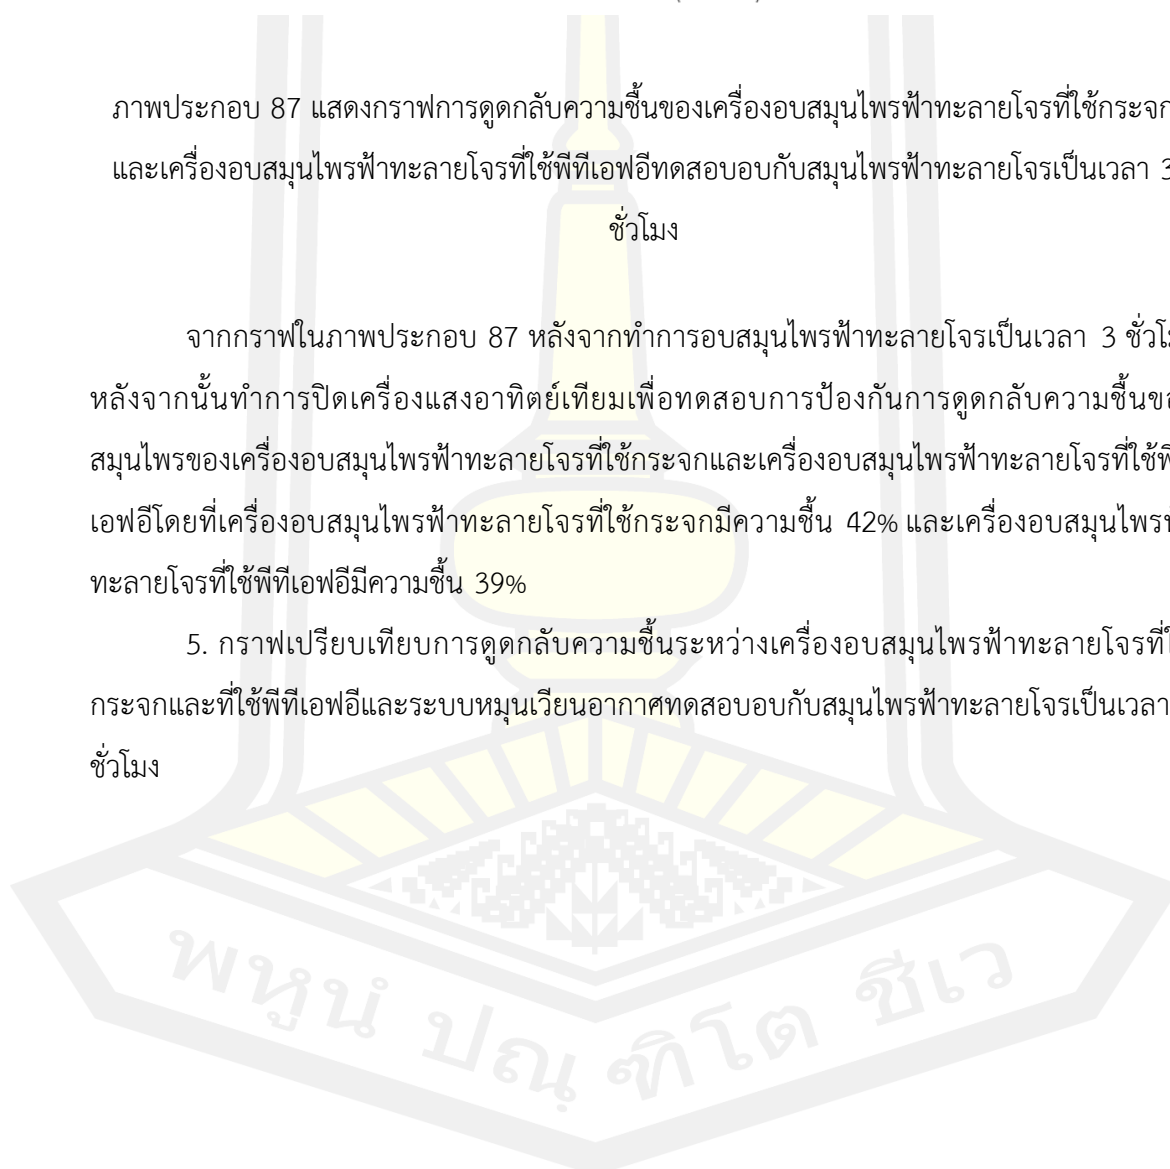 ภาพประกอบ 87 แสดงกราฟการดูดกลับความชื้นของเครื่องอบสมุนไพรฟ้าทะลายโจรที่ใช้กระจก
และเครื่องอบสมุนไพรฟ้าทะลายโจรที่ใช้พีทีเอฟอีทดสอบอบกับสมุนไพรฟ้าทะลายโจรเป็นเวลา 3
ชั่วโมง
จากกราฟในภาพประกอบ 87 หลังจากทำการอบสมุนไพรฟ้าทะลายโจรเป็นเวลา 3 ชั่วโ
หลังจากนั้นทำการปิดเครื่องแสงอาทิตย์เทียมเพื่อทดสอบการป้องกันการดูดกลับความชื้นข
สมุนไพรของเครื่องอบสมุนไพรฟ้าทะลายโจรที่ใช้กระจกและเครื่องอบสมุนไพรฟ้าทะลายโจรที่ใช้พี
เอฟอีโดยที่เครื่องอบสมุนไพรฟ้าทะลายโจรที่ใช้กระจกมีความชื้น 42% และเครื่องอบสมุนไพร
ทะลายโจรที่ใช้พีทีเอฟอีมีความชื้น 39%
5. กราฟเปรียบเทียบการดูดกลับความชื้นระหว่างเครื่องอบสมุนไพรฟ้าทะลายโจรที่
กระจกและที่ใช้พีทีเอฟอีและระบบหมุนเวียนอากาศทดสอบอบกับสมุนไพรฟ้าทะลายโจรเป็นเวลา
ชั่วโมง
พหูนํ ปณฺ ฑิโต ชีเว